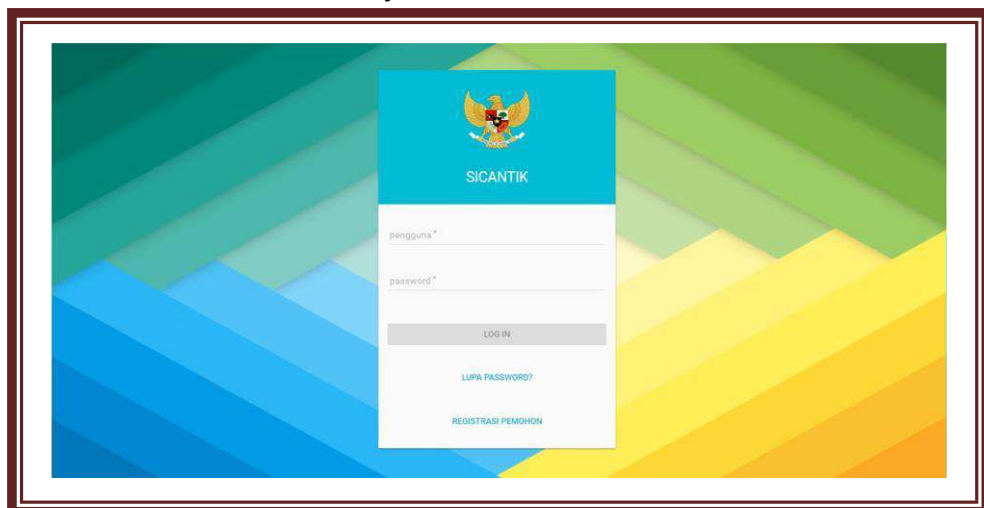 SICANTIK
pengguna *
password *
LOG IN
LUPA PASSWORD?
REGISTRASI PEMOHON